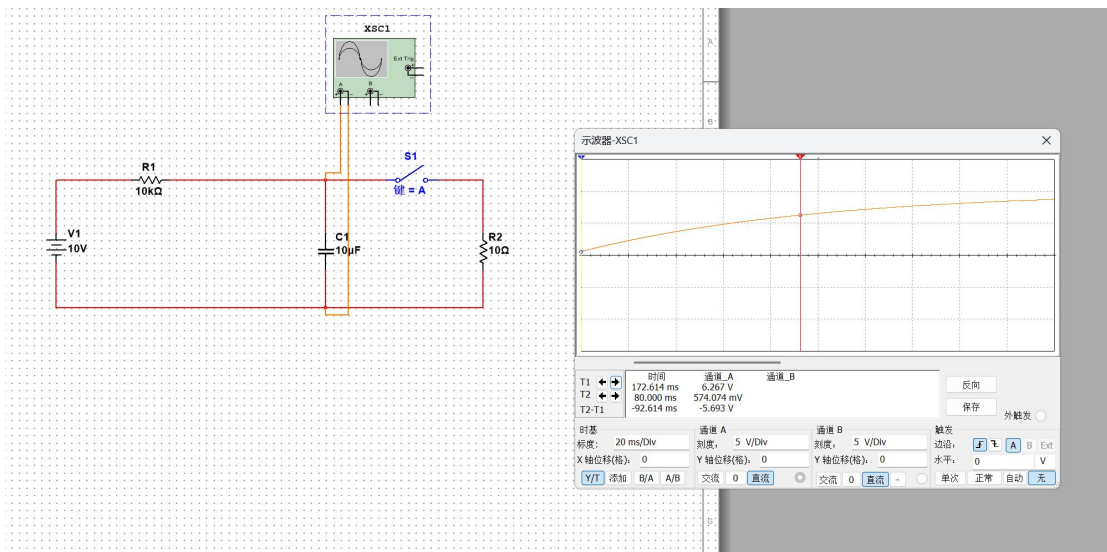 XSC1
Ext Trig
+
A
B
A
B
G
R1
10kΩ
S1
键 = A
V1
10V
C1
10µF
R2
10Ω
示波器-XSC1
时间 通道_A 通道_B
T1 172.614 ms 6.267 V
T2 80.000 ms 574.074 mV
T2-T1 -92.614 ms -5.693 V
反向
保存
外触发
时基 通道 A 通道 B 触发
标度: 20 ms/Div 刻度: 5 V/Div 刻度: 5 V/Div 边沿: A B Ext
X 轴位移(格): 0 Y 轴位移(格): 0 Y 轴位移(格): 0 水平: 0 V
Y/T 添加 B/A A/B 交流 0 直流 交流 0 直流 - 单次 正常 自动 无